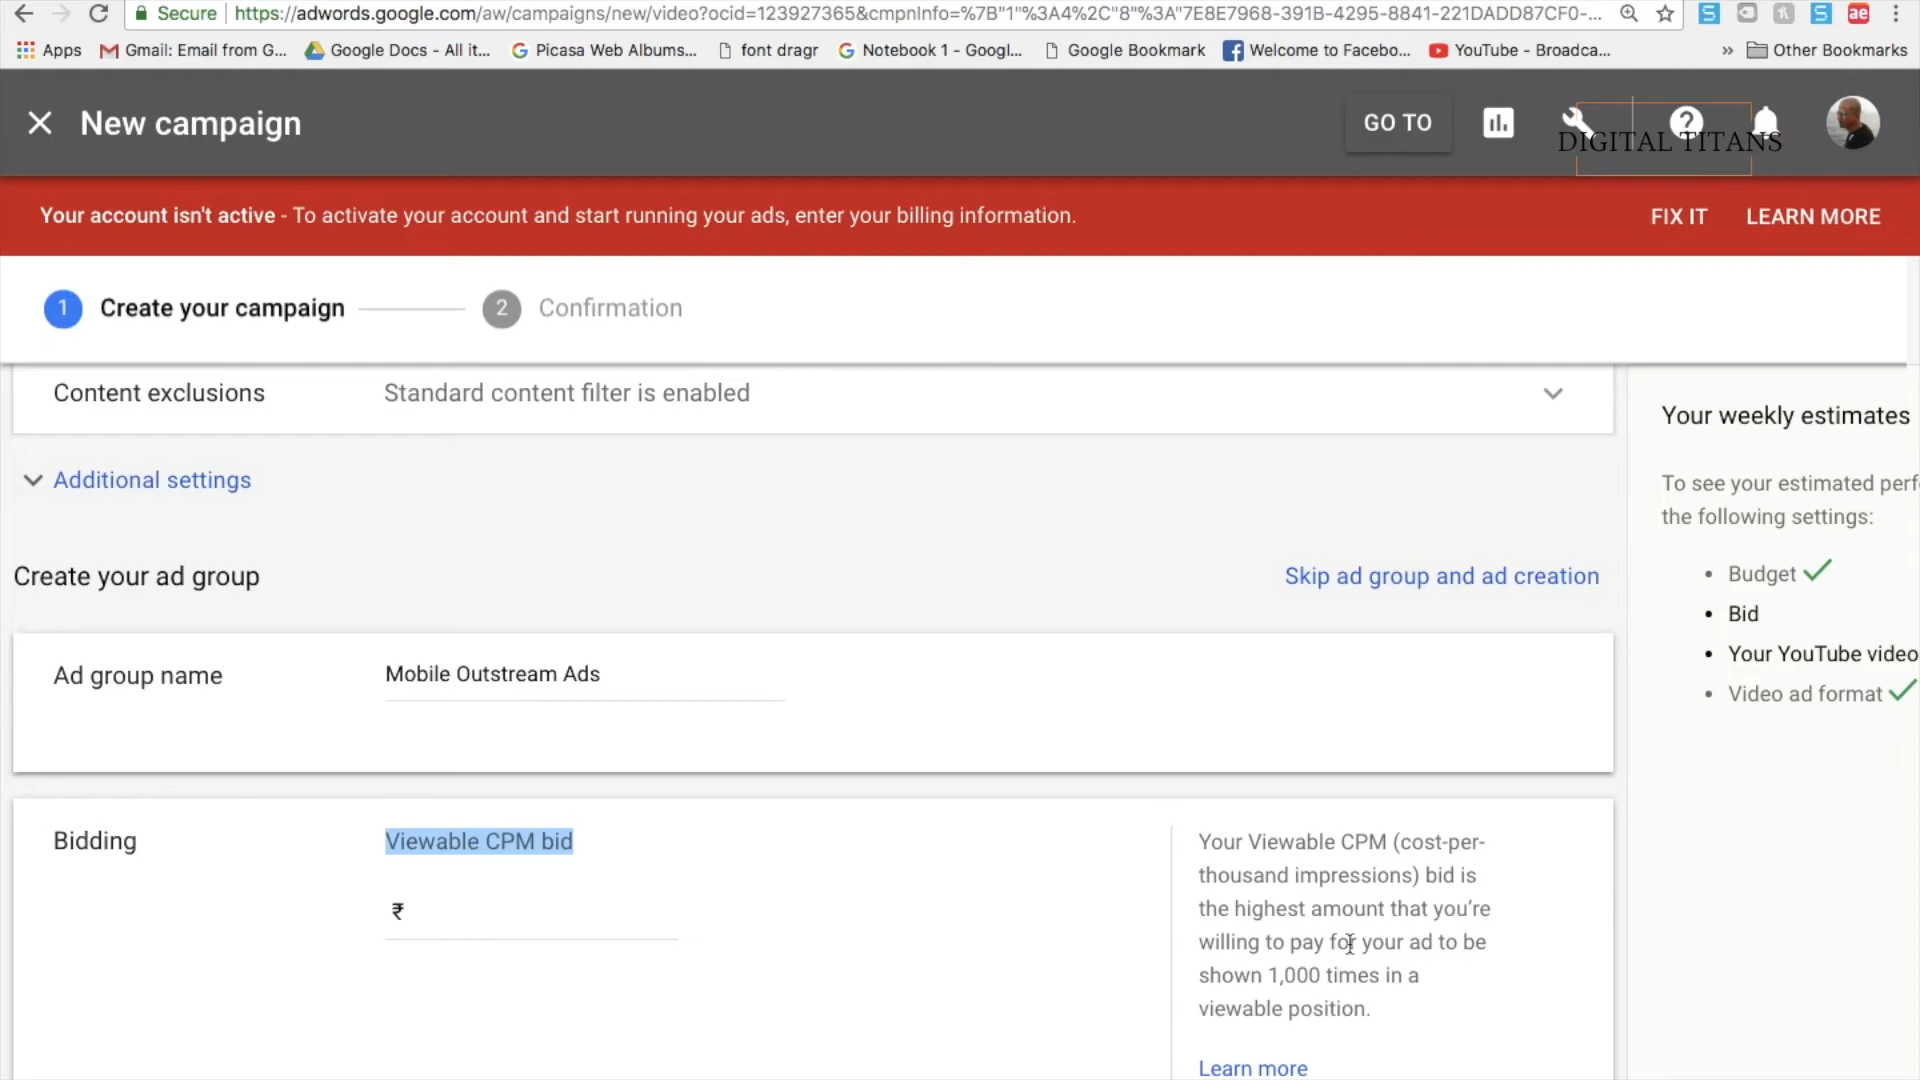 Secure https://adwords.google.com/aw/campaigns/new/video?ocid=123927365&cmpnInfo=%7B"1"%3A4%2C"8"%3A"7E8E7968-391B-4295-8841-221DADD87CF0-...
Apps Gmail: Email from G... Google Docs - All it... Picasa Web Albums... font dragr Notebook 1 - Googl... Google Bookmark Welcome to Facebo... YouTube - Broadca... » Other Bookmarks
New campaign GO TO
DIGITAL TITANS
Your account isn't active - To activate your account and start running your ads, enter your billing information. FIX IT LEARN MORE
1 Create your campaign 2 Confirmation
Content exclusions Standard content filter is enabled
Additional settings
Create your ad group Skip ad group and ad creation
Ad group name Mobile Outstream Ads
Bidding Viewable CPM bid
₹
Your Viewable CPM (cost-per-
thousand impressions) bid is
the highest amount that you're
willing to pay for your ad to be
shown 1,000 times in a
viewable position.
Learn more
Your weekly estimates
To see your estimated perf
the following settings:
• Budget
• Bid
• Your YouTube video
• Video ad format